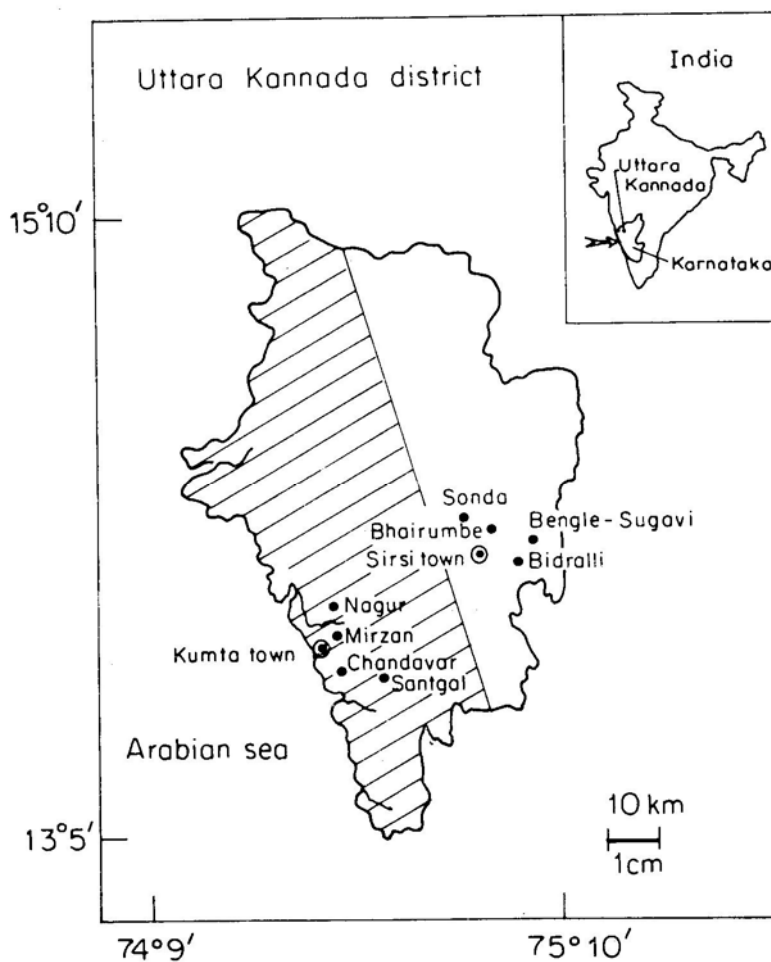 Uttara Kannada district
India
Uttara
Kannada
Karnataka
15°10′
Sonda
Bhairumbe
Bengle-Sugavi
Sirsi town
Bidralli
Nagur
Mirzan
Kumta town
Chandavar
Santgal
Arabian sea
10 km
1cm
13°5′
74°9′
75°10′